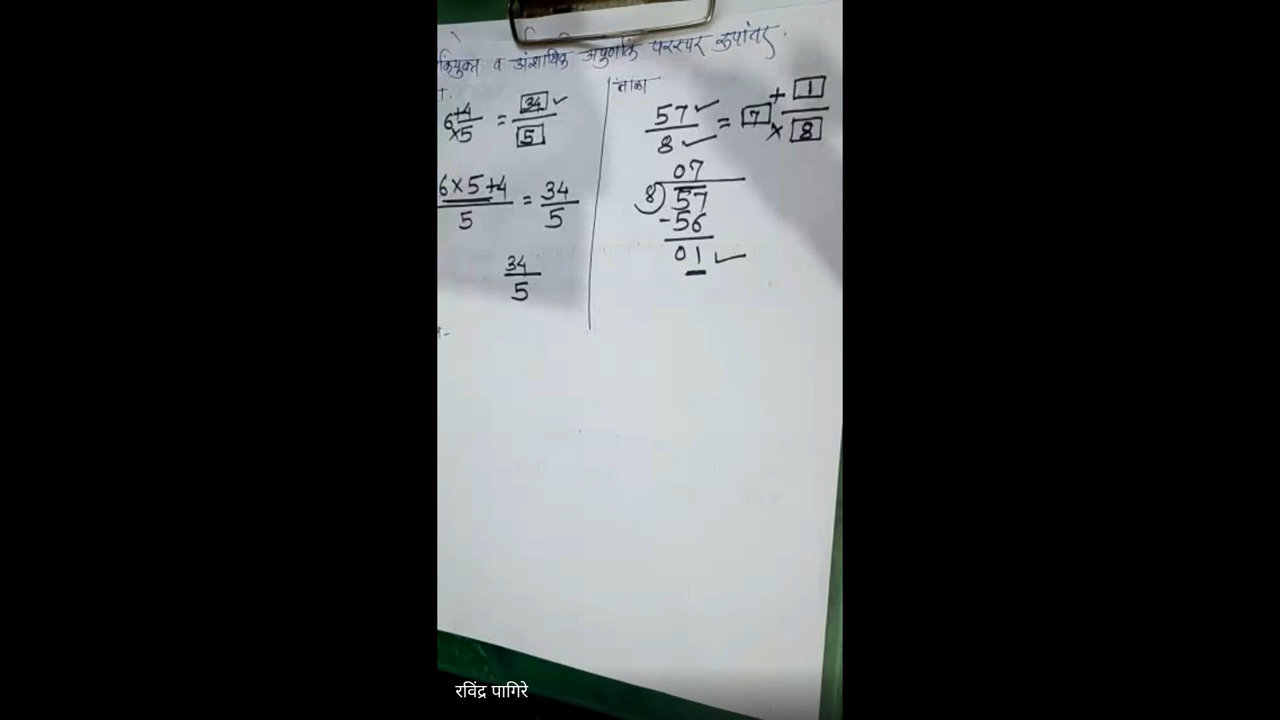 व अंशाधिक अपूर्णांक परस्पर रूपांतर.
6 +4/×5 = 34/5 ✓
6×5+4/5 = 34/5
34/5
ताळा
57 ✓/8 ✓ = 7 + 1/× 8
07
8)57
-56
01 ✓
रविंद्र पागिरे